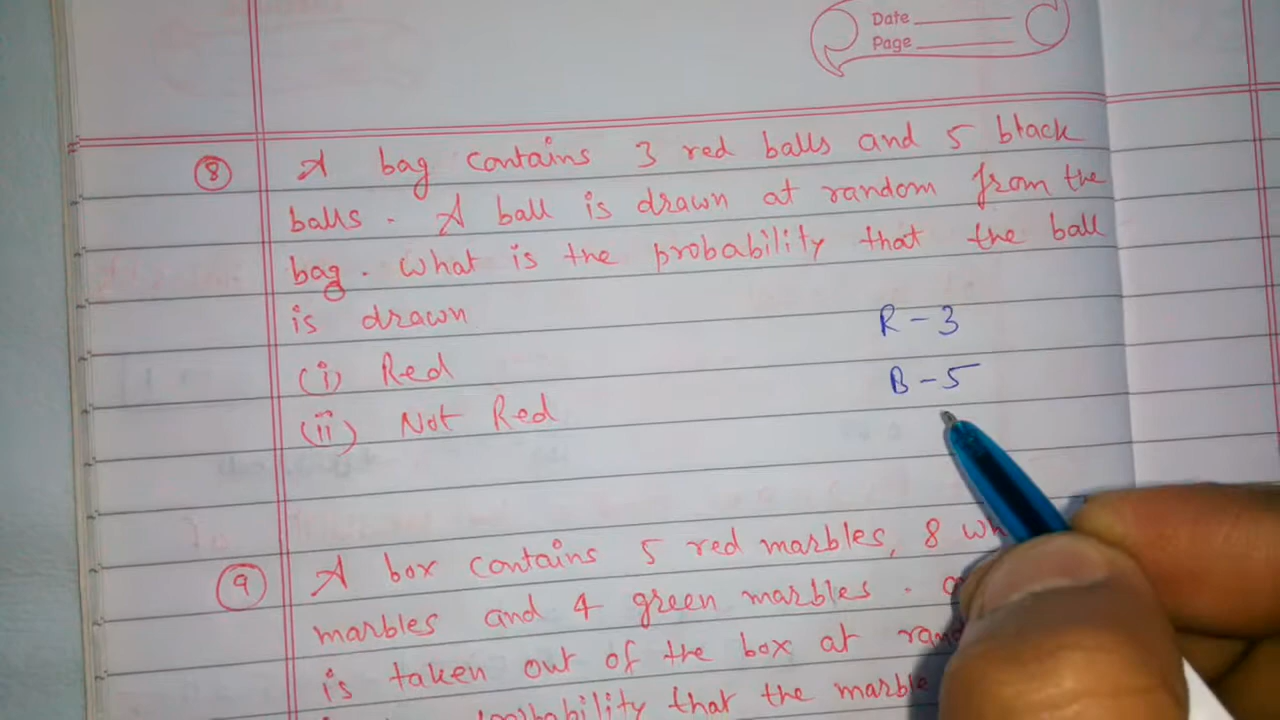 Date
Page
8 A bag contains 3 red balls and 5 black
balls. A ball is drawn at random from the
bag. What is the probability that the ball
is drawn
R-3
(i) Red
B-5
(ii) Not Red
9 A box contains 5 red marbles, 8
marbles and 4 green marbles.
is taken out of the box at
that the marble